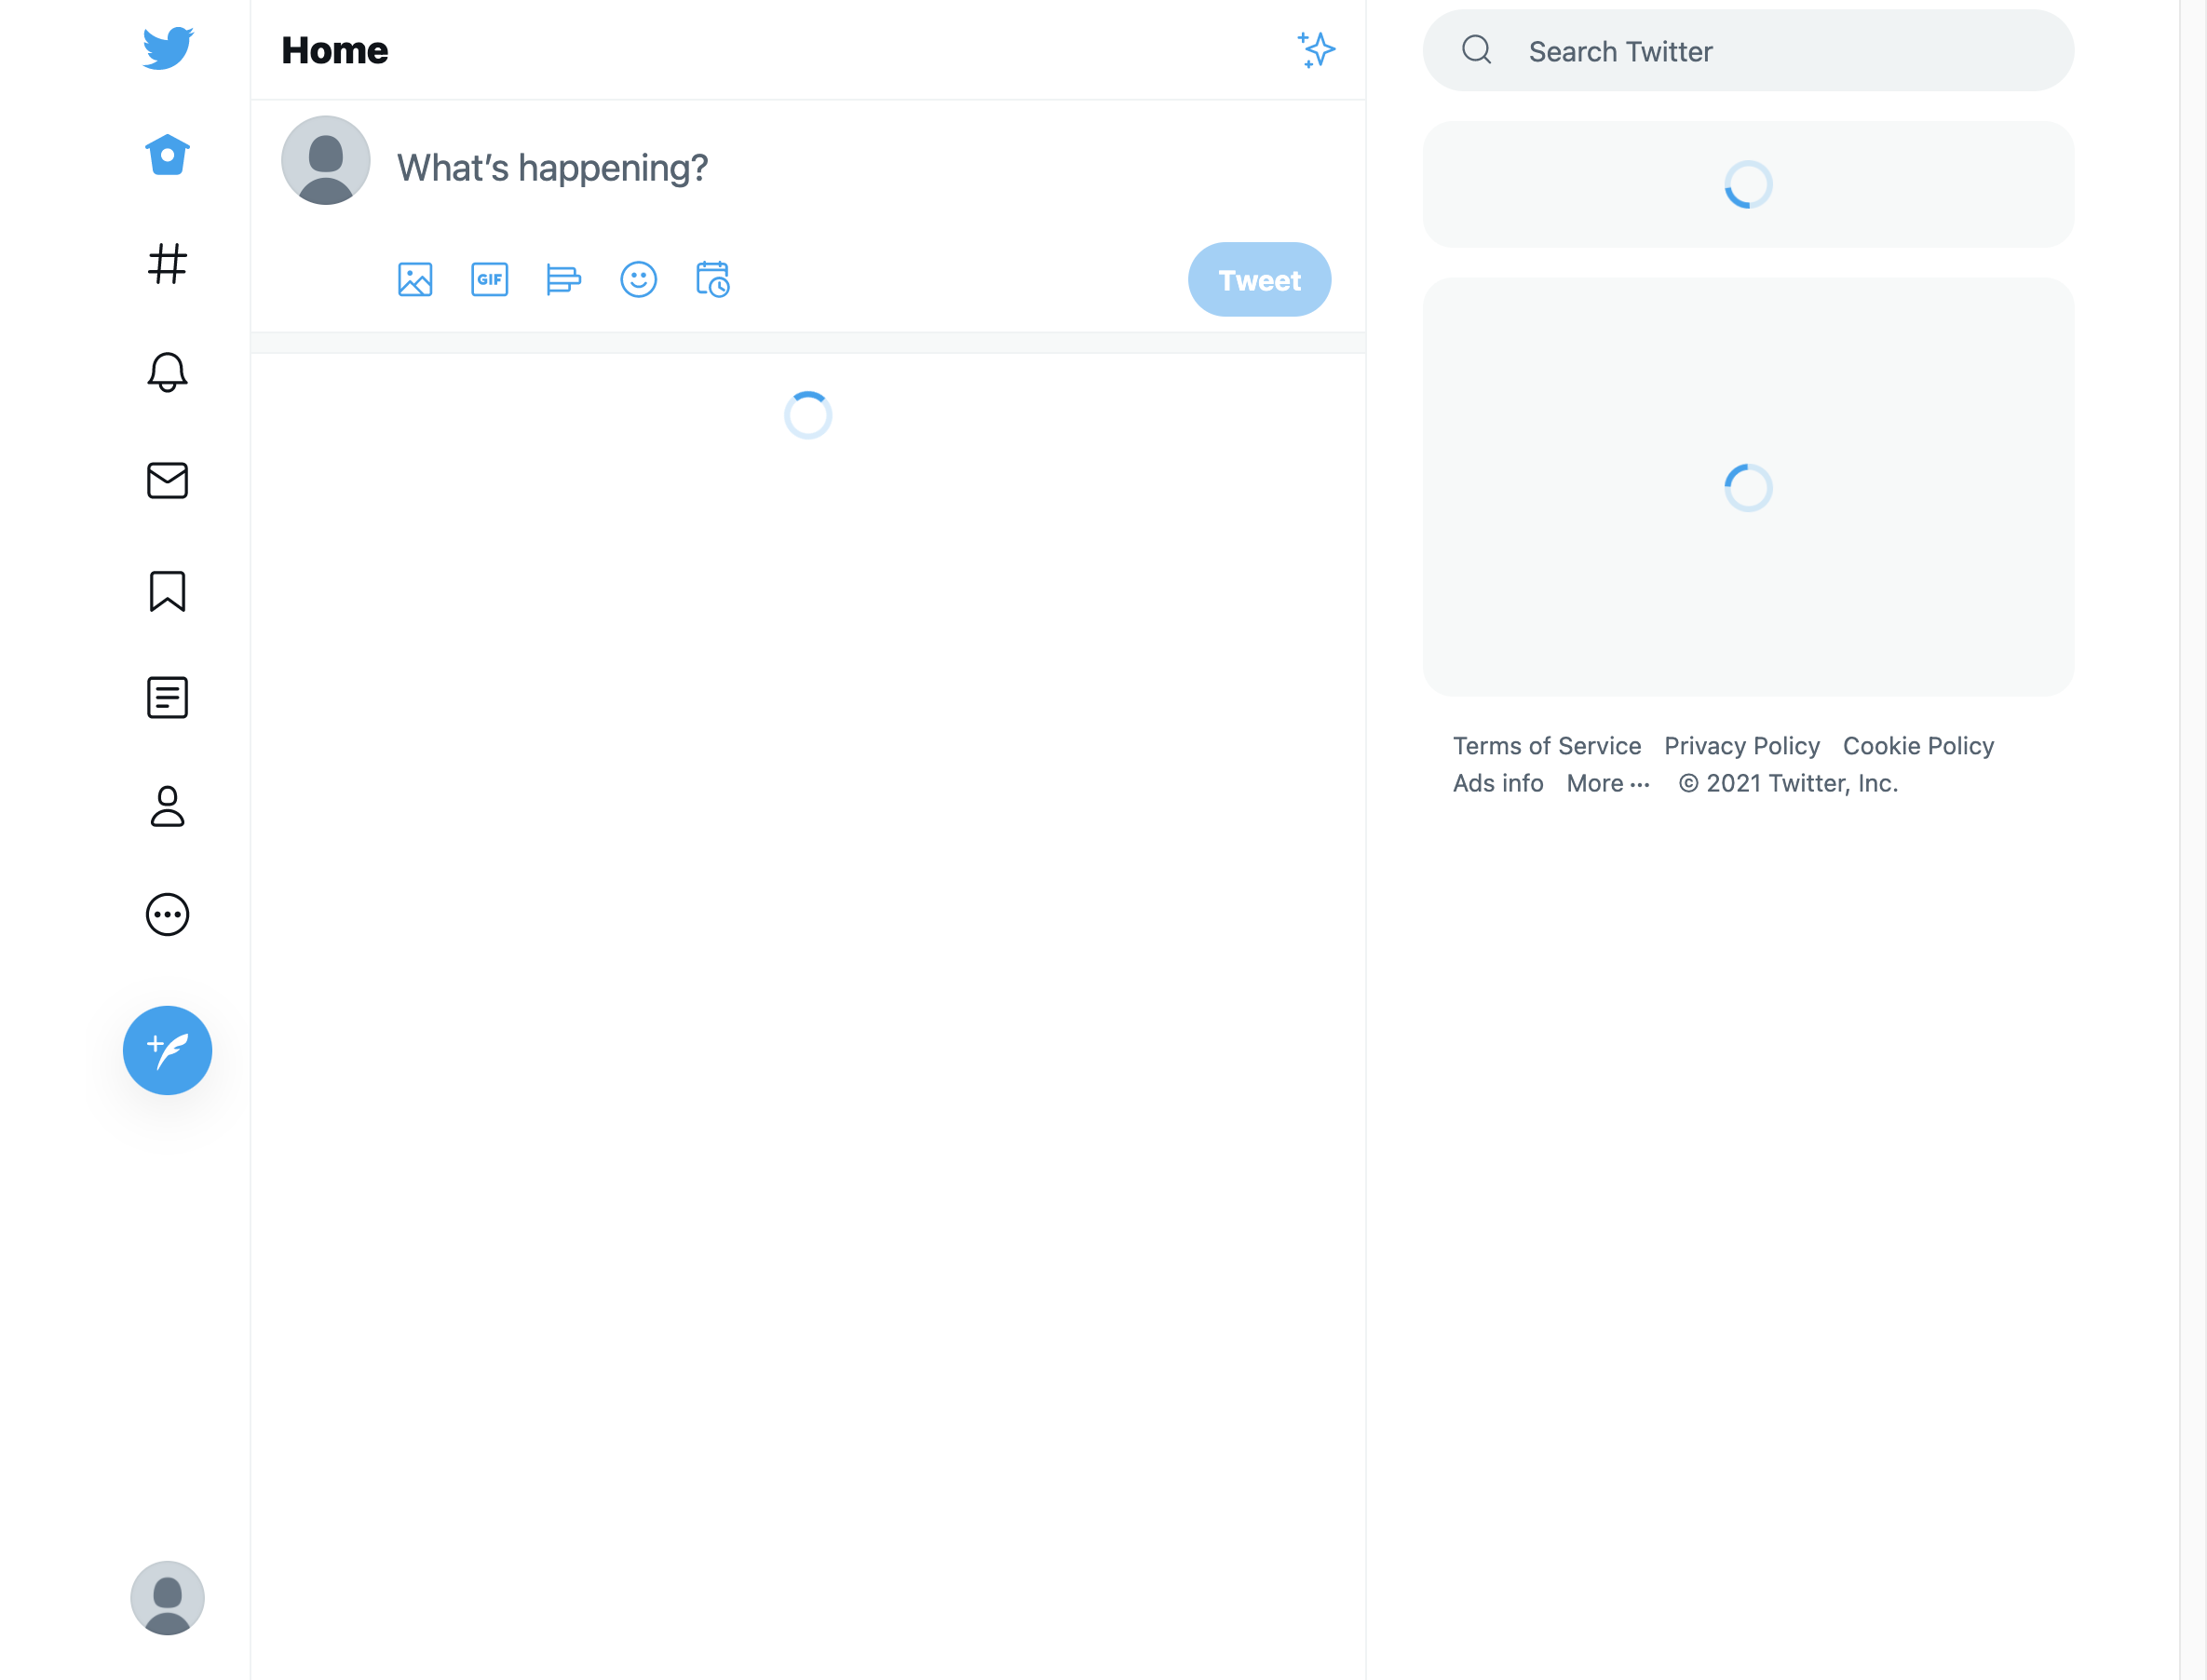 Home
What’s happening?
GIF
Tweet
Search Twitter
Terms of Service Privacy Policy Cookie Policy
Ads info More ··· © 2021 Twitter, Inc.